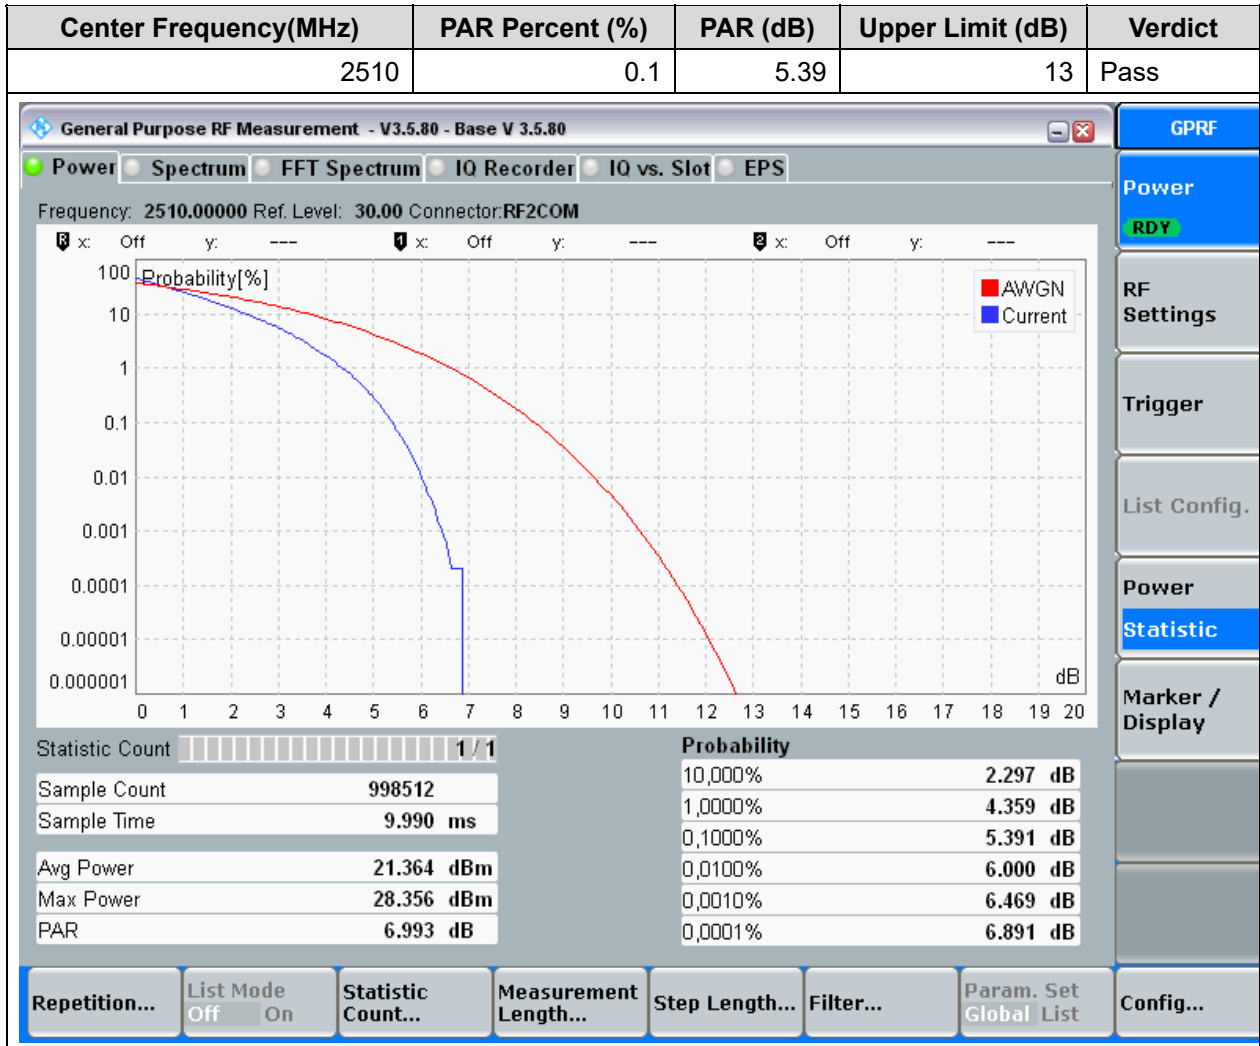 Center Frequency(MHz) PAR Percent (%) PAR (dB) Upper Limit (dB) Verdict
2510 0.1 5.39 13 Pass
General Purpose RF Measurement - V3.5.80 - Base V 3.5.80
GPRF
Power Spectrum FFT Spectrum IQ Recorder IQ vs. Slot EPS
Frequency: 2510.00000 Ref. Level: 30.00 Connector:RF2COM
R x: Off y: --- 1 x: Off y: --- 2 x: Off y: ---
Probability[%]
AWGN
Current
100
10
1
0.1
0.01
0.001
0.0001
0.00001
0.000001
dB
0 1 2 3 4 5 6 7 8 9 10 11 12 13 14 15 16 17 18 19 20
Statistic Count 1 / 1
Sample Count 998512
Sample Time 9.990 ms
Avg Power 21.364 dBm
Max Power 28.356 dBm
PAR 6.993 dB
Probability
10,000% 2.297 dB
1,0000% 4.359 dB
0,1000% 5.391 dB
0,0100% 6.000 dB
0,0010% 6.469 dB
0,0001% 6.891 dB
Power
RDY
RF
Settings
Trigger
List Config.
Power
Statistic
Marker /
Display
Repetition...
List Mode
Off On
Statistic
Count...
Measurement
Length...
Step Length...
Filter...
Param. Set
Global List
Config...